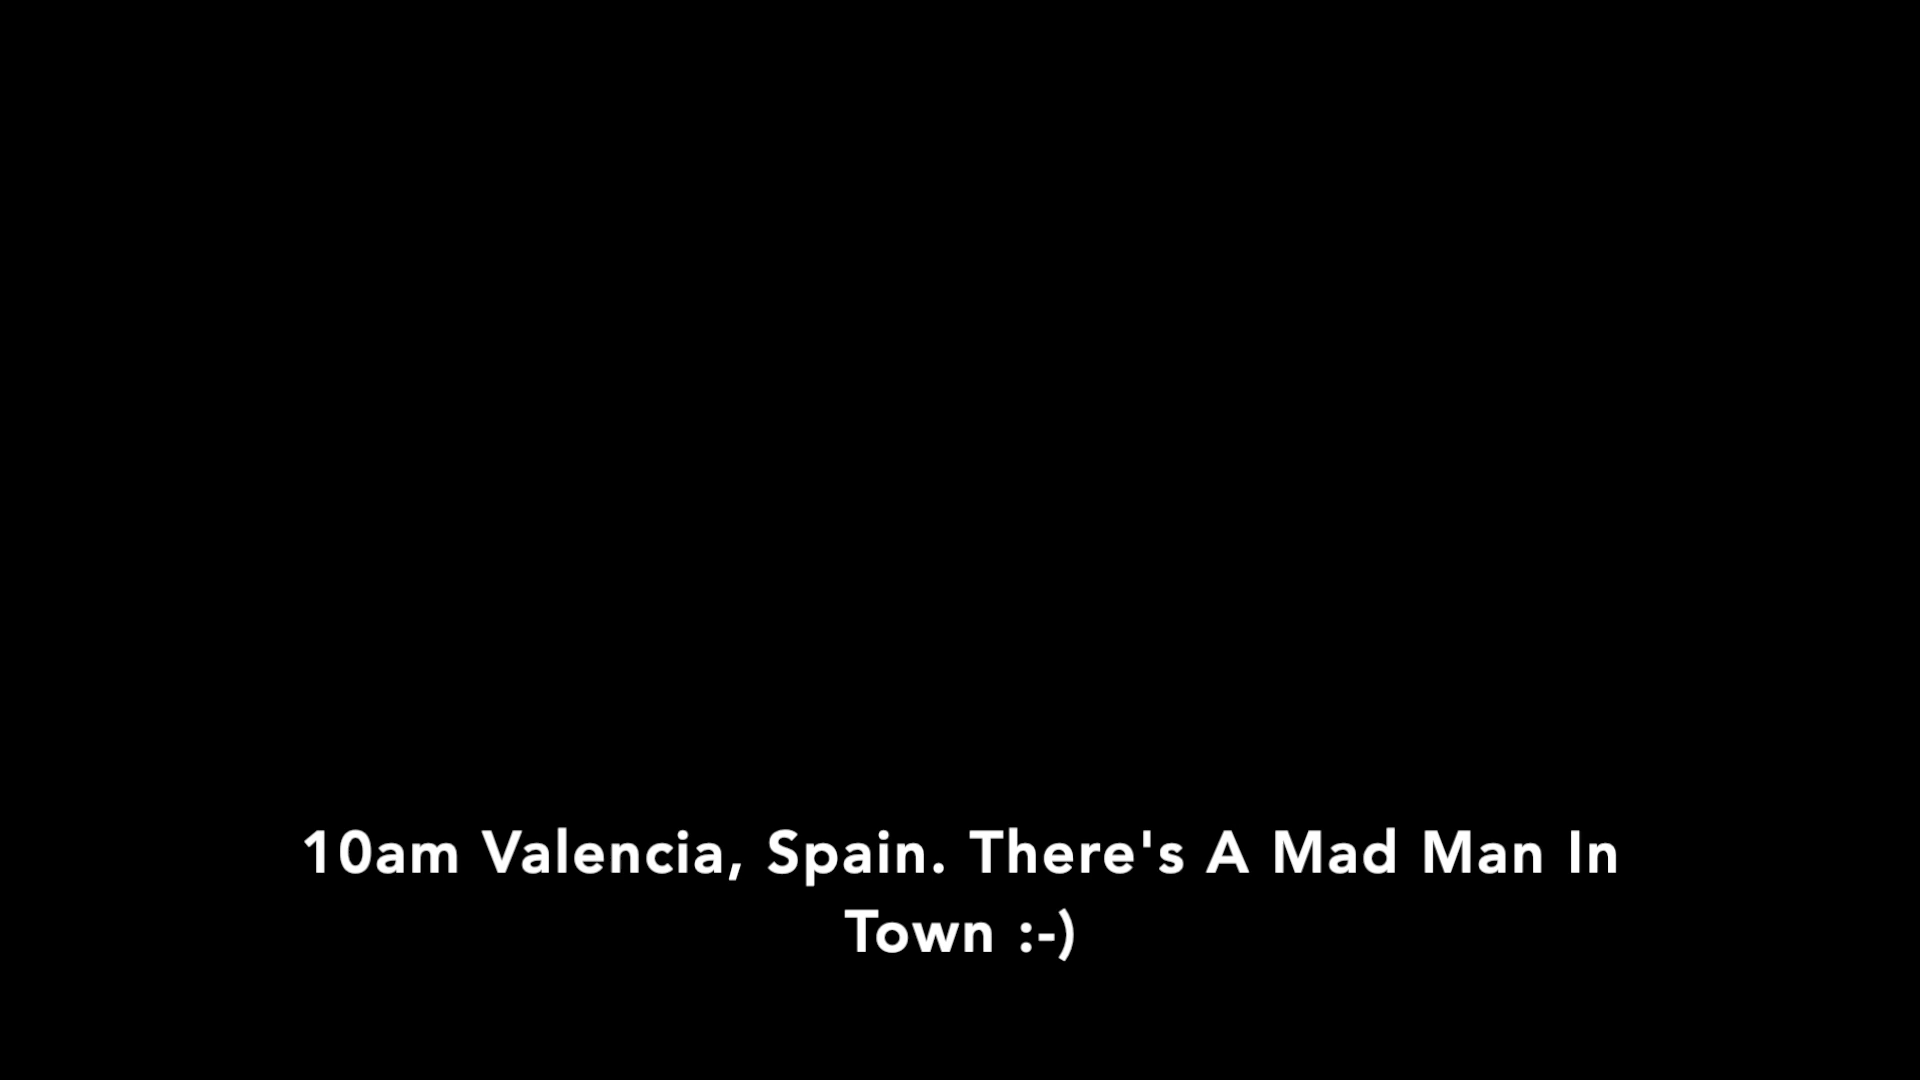 10am Valencia, Spain. There's A Mad Man In
Town :-)